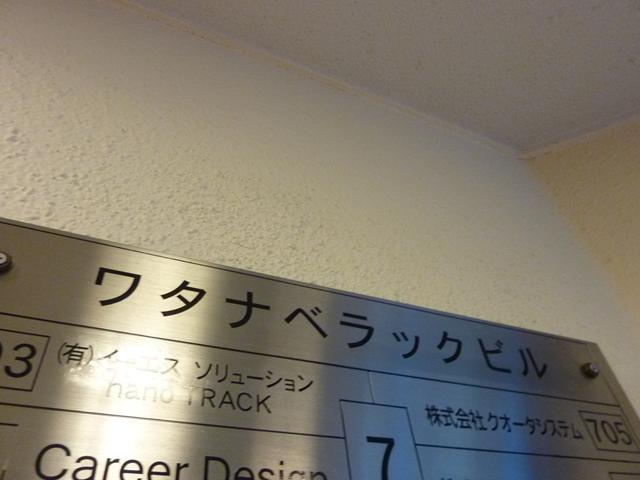 ワタナベラックビル
03
(有)イーエス ソリューション
nano TRACK
株式会社クオータシステム
705
7
Career Design